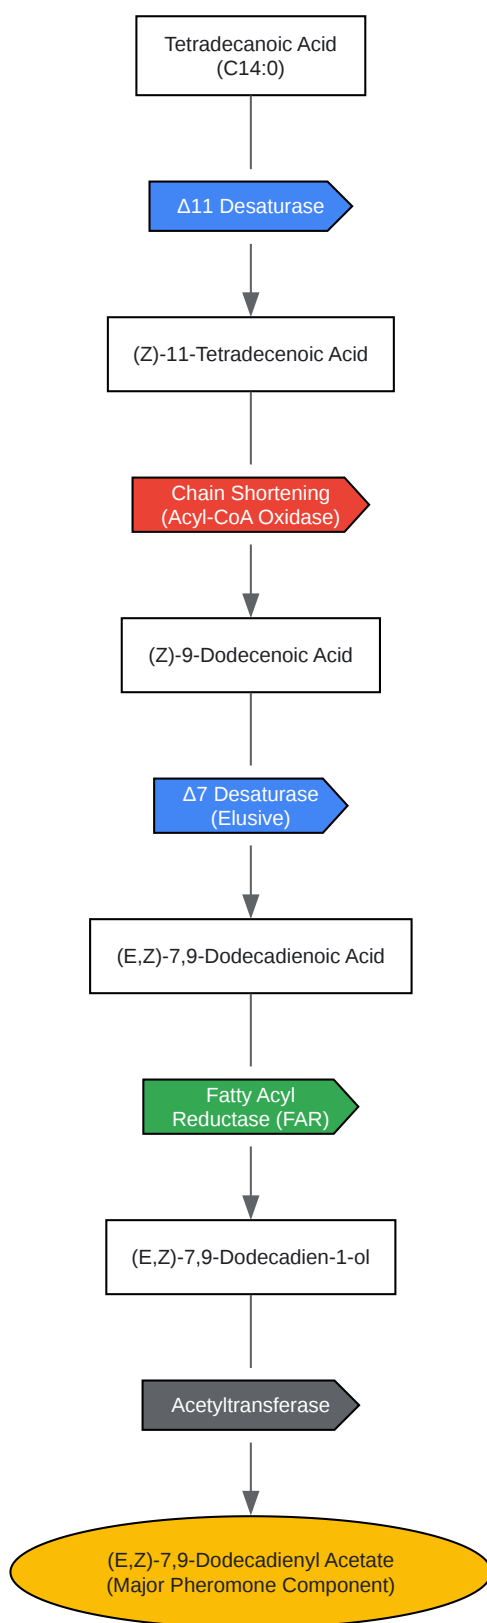 Tetradecanoic Acid
(C14:0)
Δ11 Desaturase
(Z)-11-Tetradecenoic Acid
Chain Shortening
(Acyl-CoA Oxidase)
(Z)-9-Dodecenoic Acid
Δ7 Desaturase
(Elusive)
(E,Z)-7,9-Dodecadienoic Acid
Fatty Acyl
Reductase (FAR)
(E,Z)-7,9-Dodecadien-1-ol
Acetyltransferase
(E,Z)-7,9-Dodecadienyl Acetate
(Major Pheromone Component)